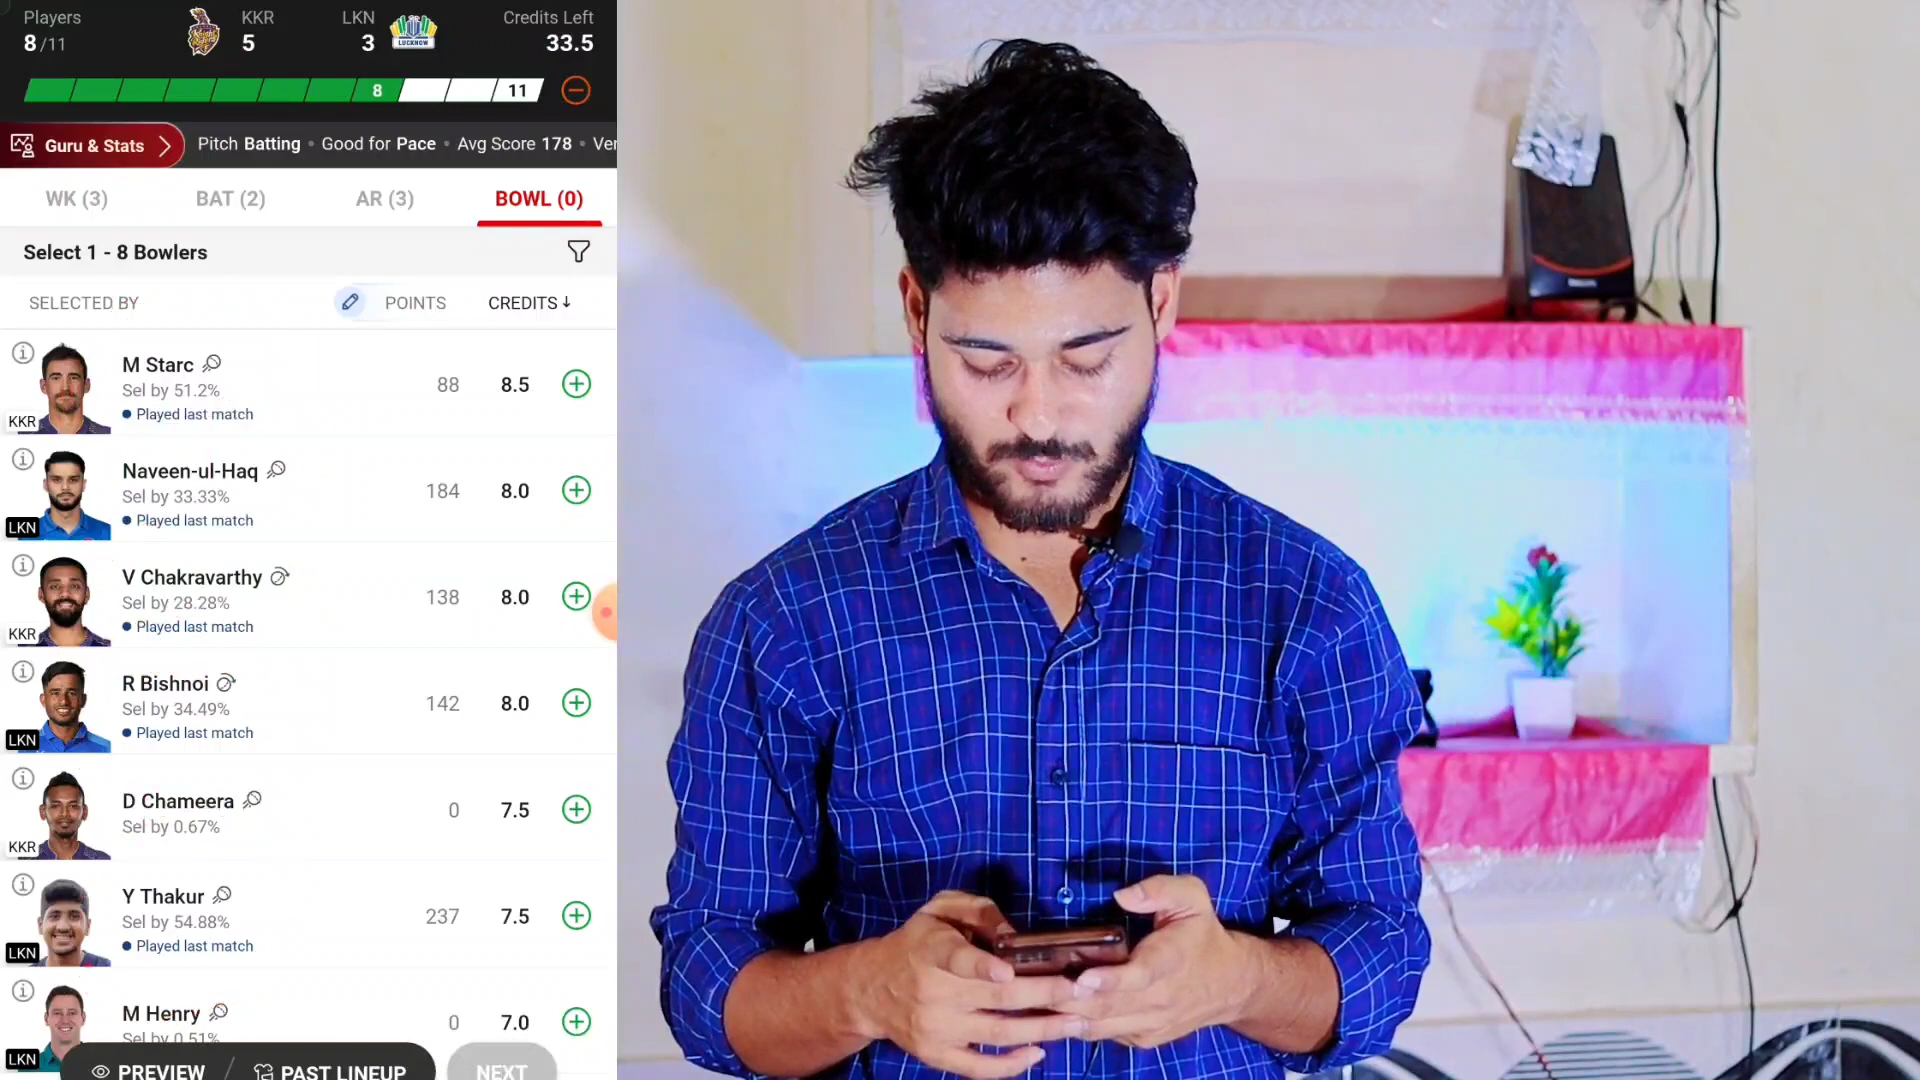 Players
8/11
KKR
5
LKN
3
LUCKNOW
Credits Left
33.5
8
11
Guru & Stats
Pitch Batting • Good for Pace • Avg Score 178 •
WK (3)
BAT (2)
AR (3)
BOWL (0)
Select 1 - 8 Bowlers
SELECTED BY
POINTS
CREDITS↓
M Starc
Sel by 51.2%
Played last match
KKR
88
8.5
Naveen-ul-Haq
Sel by 33.33%
Played last match
LKN
184
8.0
V Chakravarthy
Sel by 28.28%
Played last match
KKR
138
8.0
R Bishnoi
Sel by 34.49%
Played last match
LKN
142
8.0
D Chameera
Sel by 0.67%
KKR
0
7.5
Y Thakur
Sel by 54.88%
Played last match
LKN
237
7.5
M Henry
Sel by 0.51%
LKN
0
7.0
PREVIEW / PAST LINEUP
NEXT